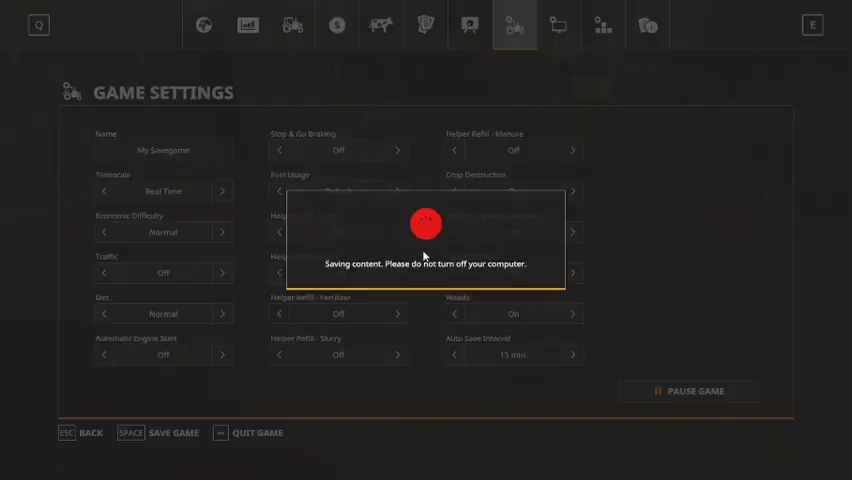 Q
E
GAME SETTINGS
Name
My Savegame
Stop & Go Braking
Off
Helper Refill - Manure
Off
Timescale
Real Time
Fuel Usage
Crop Destruction
Economic Difficulty
Normal
Traffic
Off
Saving content. Please do not turn off your computer.
Dirt
Normal
Helper Refill - Fertilizer
Off
Weeds
On
Automatic Engine Start
Off
Helper Refill - Slurry
Off
Auto Save Interval
15 min.
PAUSE GAME
ESC BACK
SPACE SAVE GAME
QUIT GAME